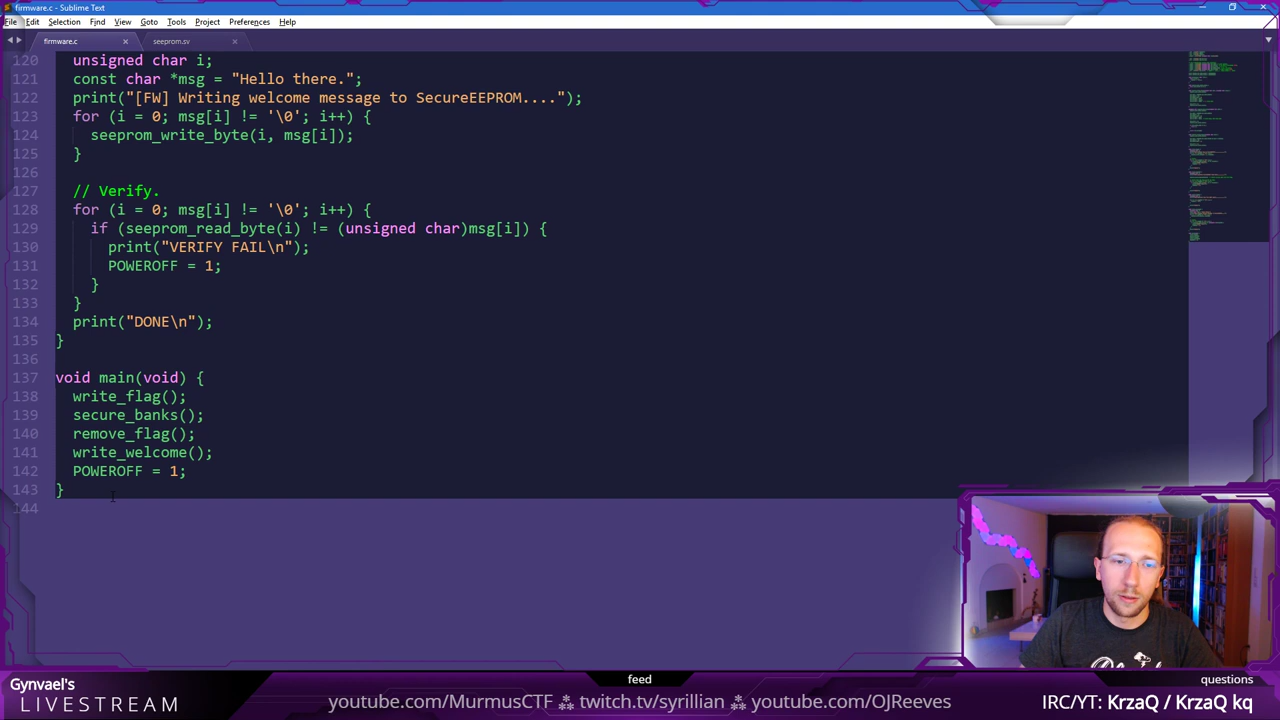 firmware.c - Sublime Text
File Edit Selection Find View Goto Tools Project Preferences Help
firmware.c × seeprom.sv ×
120 unsigned char i;
121 const char *msg = "Hello there.";
122 print("[FW] Writing welcome message to SecureEEPROM....");
123 for (i = 0; msg[i] != '\0'; i++) {
124 seeprom_write_byte(i, msg[i]);
125 }
126
127 // Verify.
128 for (i = 0; msg[i] != '\0'; i++) {
129 if (seeprom_read_byte(i) != (unsigned char)msg[i]) {
130 print("VERIFY FAIL\n");
131 POWEROFF = 1;
132 }
133 }
134 print("DONE\n");
135 }
136
137 void main(void) {
138 write_flag();
139 secure_banks();
140 remove_flag();
141 write_welcome();
142 POWEROFF = 1;
143 }
144
feed questions
Gynvael's
LIVESTREAM
youtube.com/MurmusCTF ⁂ twitch.tv/syrillian ⁂ youtube.com/OJReeves
IRC/YT: KrzaQ / KrzaQ kq